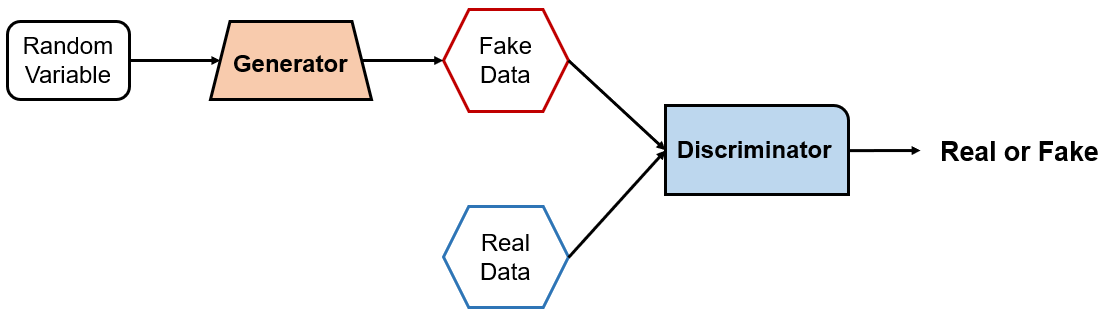 Random
Variable
Generator
Fake
Data
Discriminator
Real or Fake
Real
Data